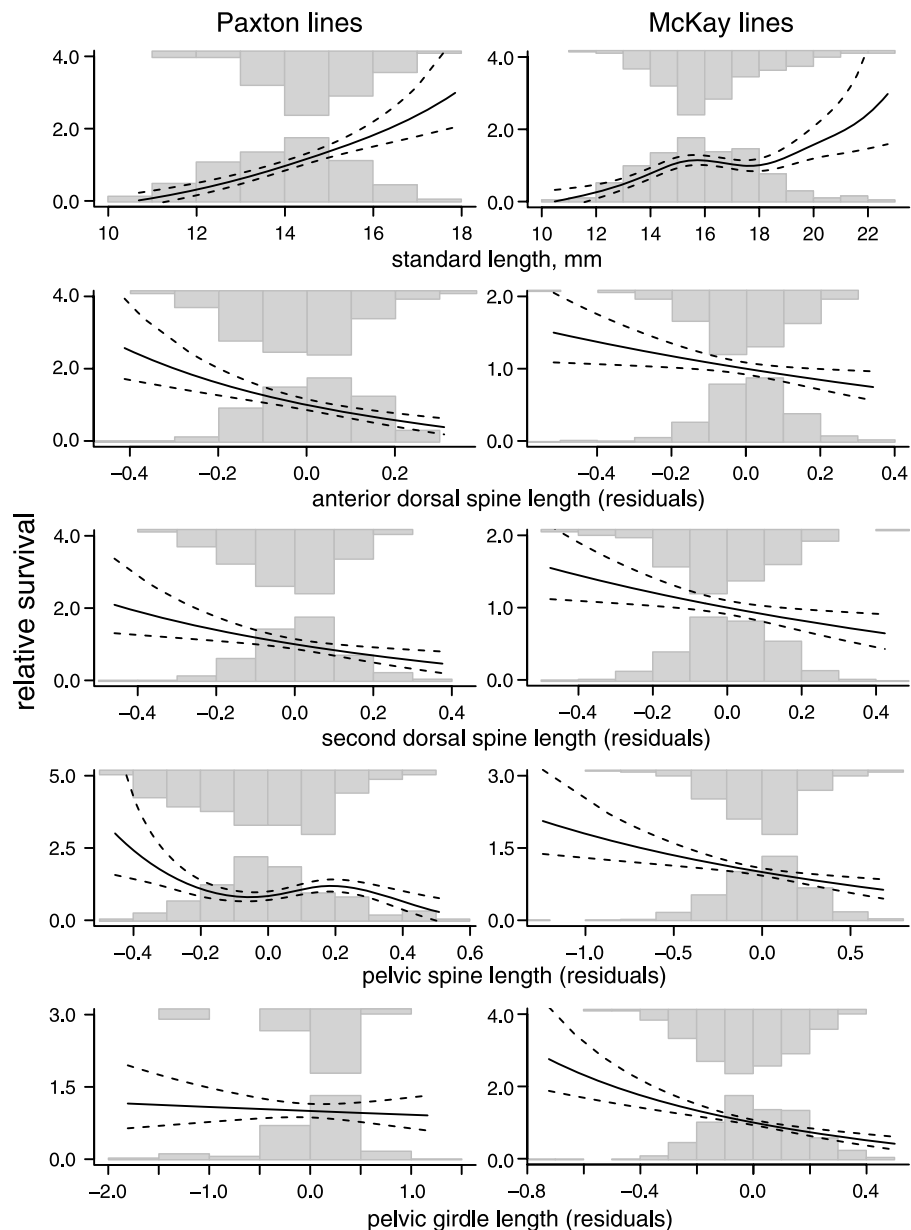 Paxton lines McKay lines
4.0 4.0
2.0 2.0
0.0 0.0
10 12 14 16 18 10 12 14 16 18 20 22
standard length, mm
4.0 2.0
2.0 1.0
0.0 0.0
−0.4 −0.2 0.0 0.2 −0.4 −0.2 0.0 0.2 0.4
anterior dorsal spine length (residuals)
relative survival
4.0 2.0
2.0 1.0
0.0 0.0
−0.4 −0.2 0.0 0.2 0.4 −0.4 −0.2 0.0 0.2 0.4
second dorsal spine length (residuals)
5.0 3.0
2.5 1.5
0.0 0.0
−0.4 −0.2 0.0 0.2 0.4 0.6 −1.0 −0.5 0.0 0.5
pelvic spine length (residuals)
3.0 4.0
1.5 2.0
0.0 0.0
−2.0 −1.0 0.0 1.0 −0.8 −0.4 0.0 0.4
pelvic girdle length (residuals)